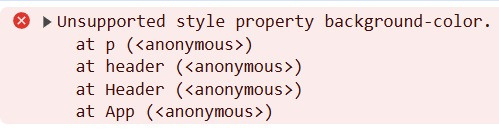 Unsupported style property background-color.
at p (<anonymous>)
at header (<anonymous>)
at Header (<anonymous>)
at App (<anonymous>)